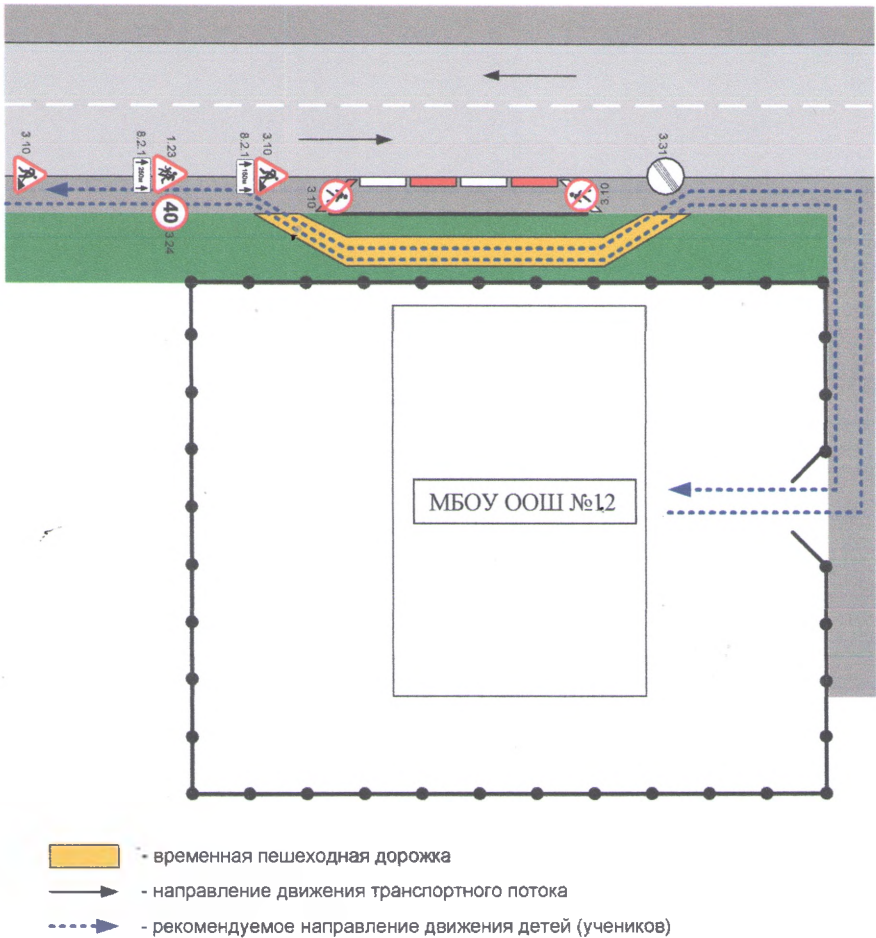 3.10
8.2.1
1.23
8.2.1
3.10
3.31
3.10
3.10
40
3.24
МБОУ ООШ №12
- временная пешеходная дорожка
- направление движения транспортного потока
- рекомендуемое направление движения детей (учеников)